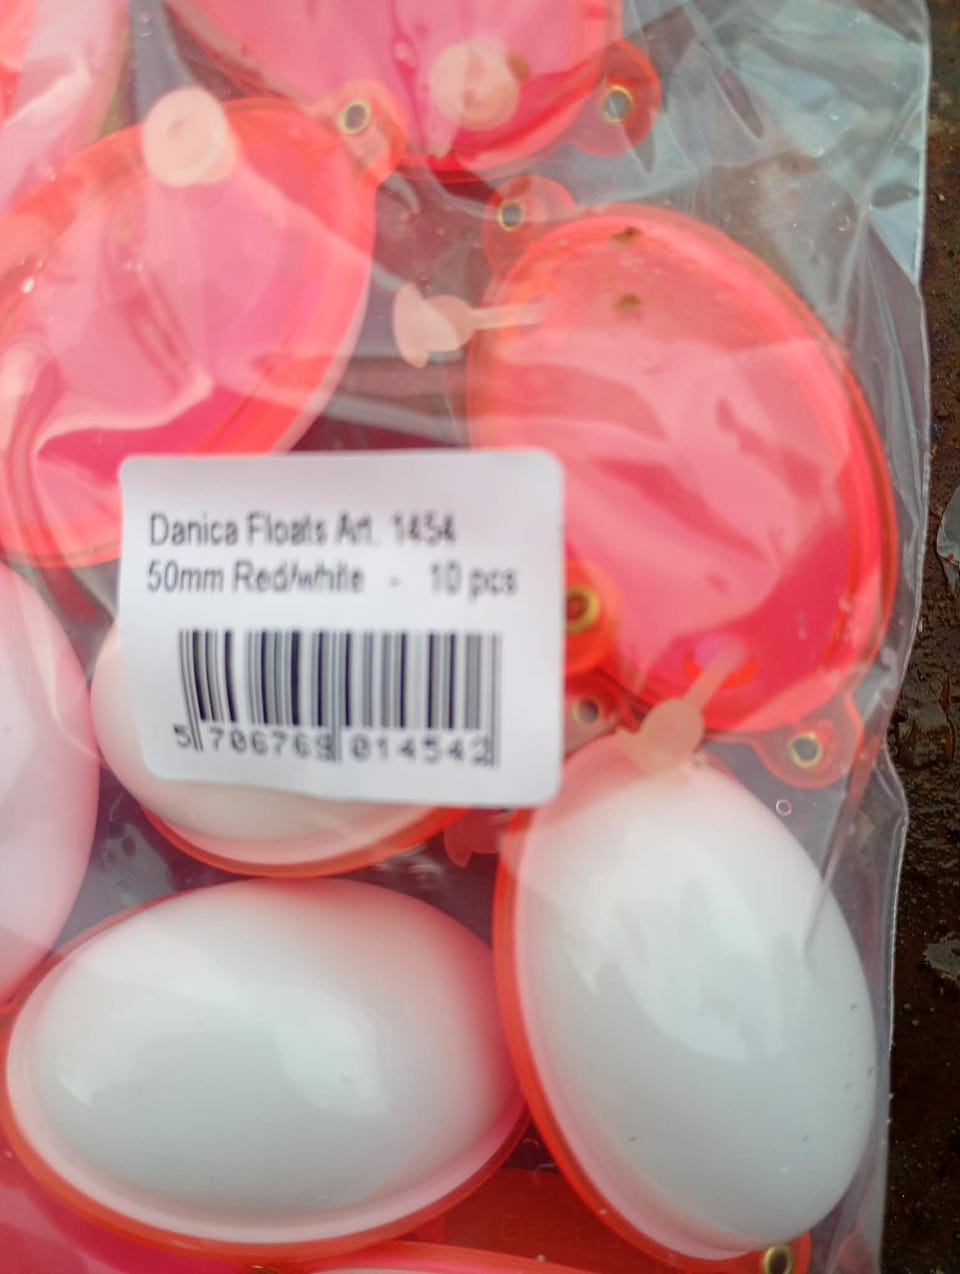 Danica Floats Art. 1454
50mm Red/white - 10 pcs
5 706769 014542